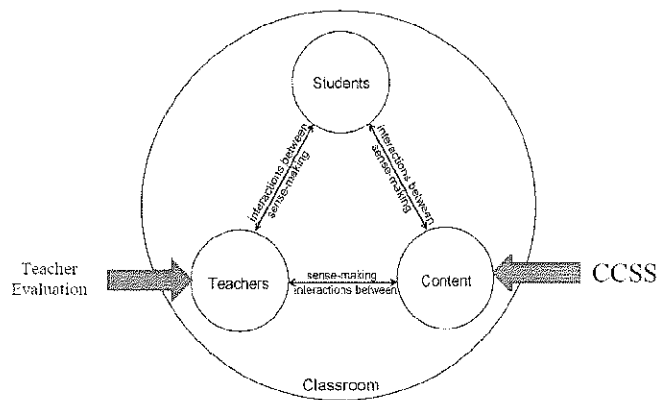 Students
interactions between
sense-making
interactions between
sense-making
Teacher
Evaluation
Teachers
sense-making
interactions between
Content
CCSS
Classroom